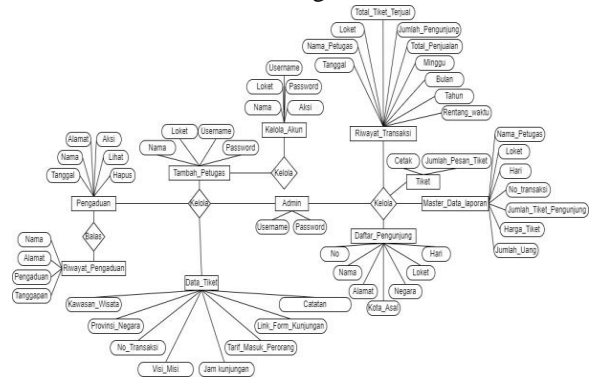 Total_Tiket_Terjual
Loket
Jumlah_Pengunjung
Nama_Petugas
Total_Penjualan
Tanggal
Minggu
Bulan
Tahun
Rentang_waktu
Riwayat_Transaksi
Username
Loket
Password
Nama
Aksi
Kelola_Akun
Kelola
Loket
Username
Nama
Password
Tambah_Petugas
Alamat
Aksi
Nama
Lihat
Tanggal
Hapus
Pengaduan
Kelola
Admin
Username
Password
Kelola
Cetak
Jumlah_Pesan_Tiket
Tiket
Master_Data_laporan
Nama_Petugas
Loket
Hari
No_transaksi
Jumlah_Tiket_Pengunjung
Harga_Tiket
Jumlah_Uang
Balas
Nama
Alamat
Pengaduan
Tanggapan
Riwayat_Pengaduan
Daftar_Pengunjung
No
Hari
Nama
Loket
Alamat
Negara
Kota_Asal
Data_Tiket
Kawasan_Wisata
Catatan
Provinsi_Negara
Link_Form_Kunjungan
No_Transaksi
Tarif_Masuk_Perorang
Visi_Misi
Jam kunjungan